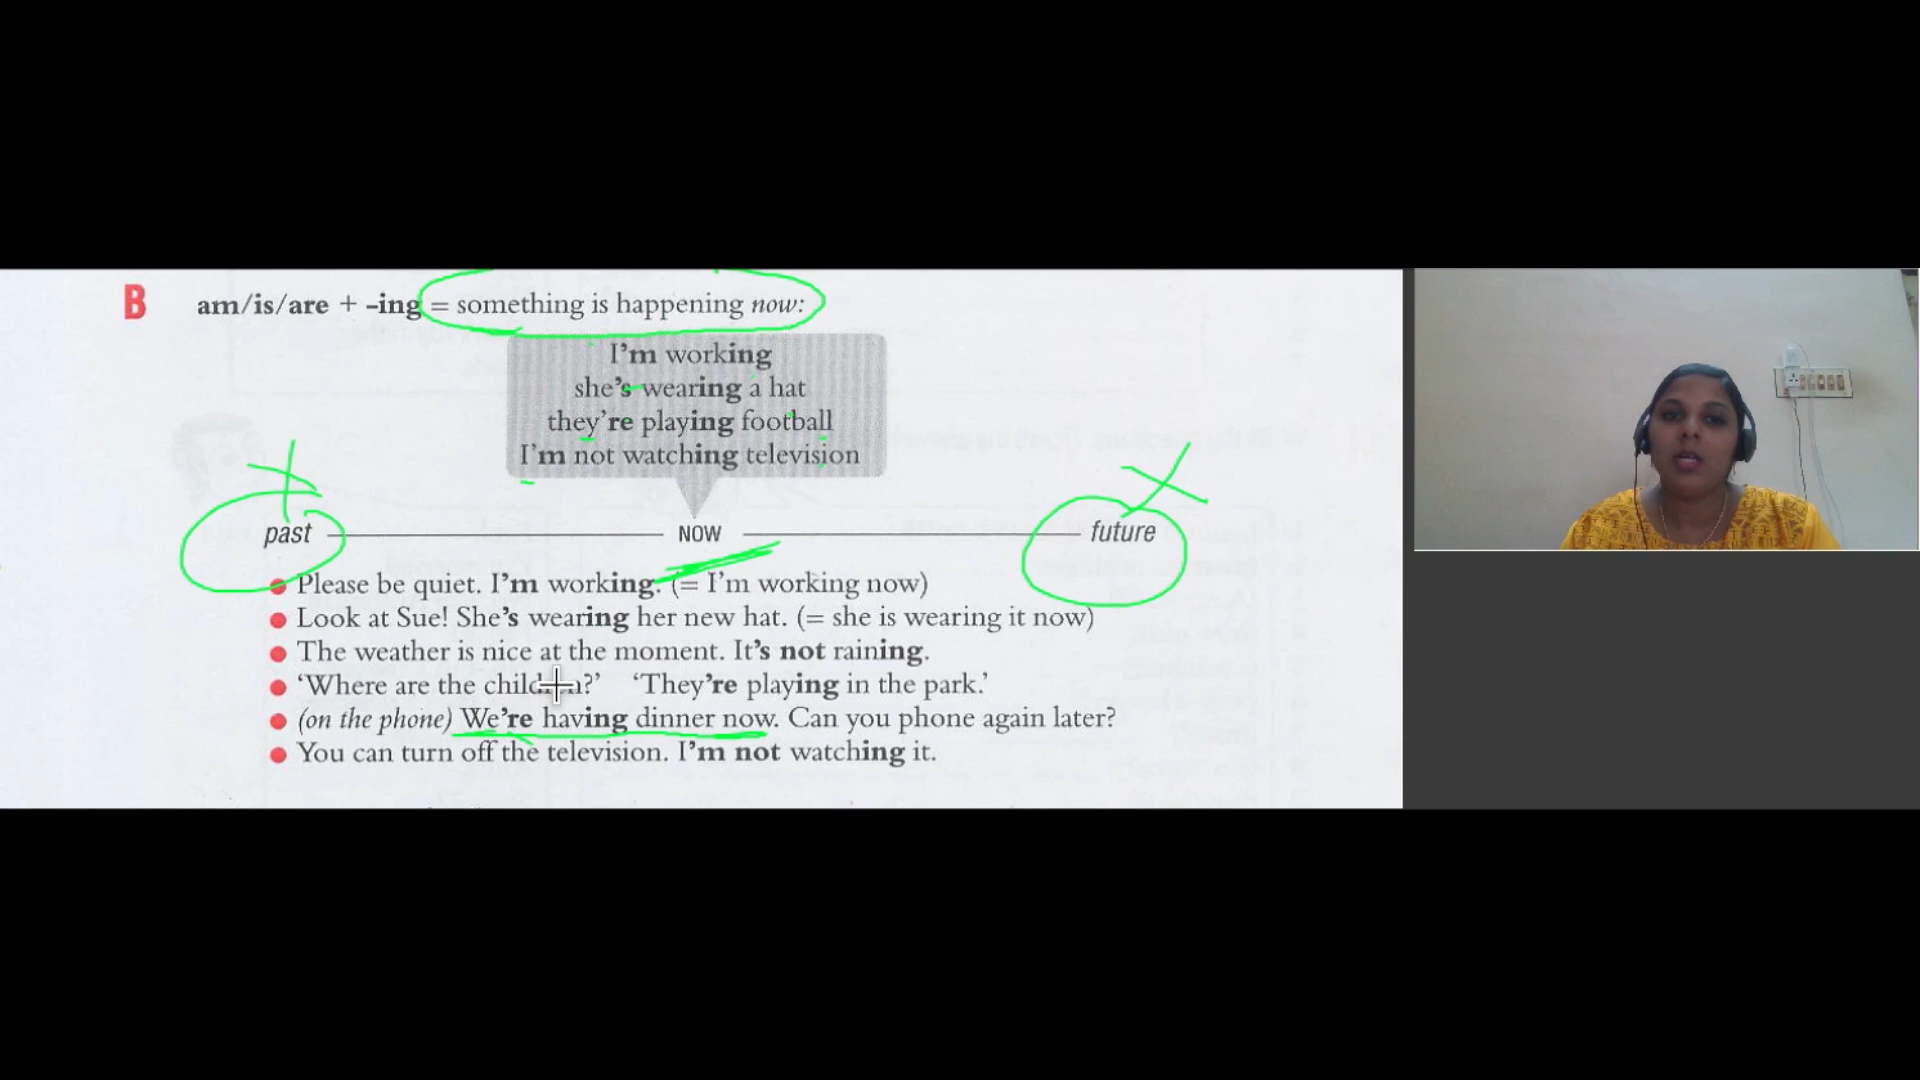 B am/is/are + -ing = something is happening now:
I'm working
she's wearing a hat
they're playing football
I'm not watching television
past NOW future
Please be quiet. I'm working. (= I'm working now)
Look at Sue! She's wearing her new hat. (= she is wearing it now)
The weather is nice at the moment. It's not raining.
'Where are the children?' 'They're playing in the park.'
(on the phone) We're having dinner now. Can you phone again later?
You can turn off the television. I'm not watching it.